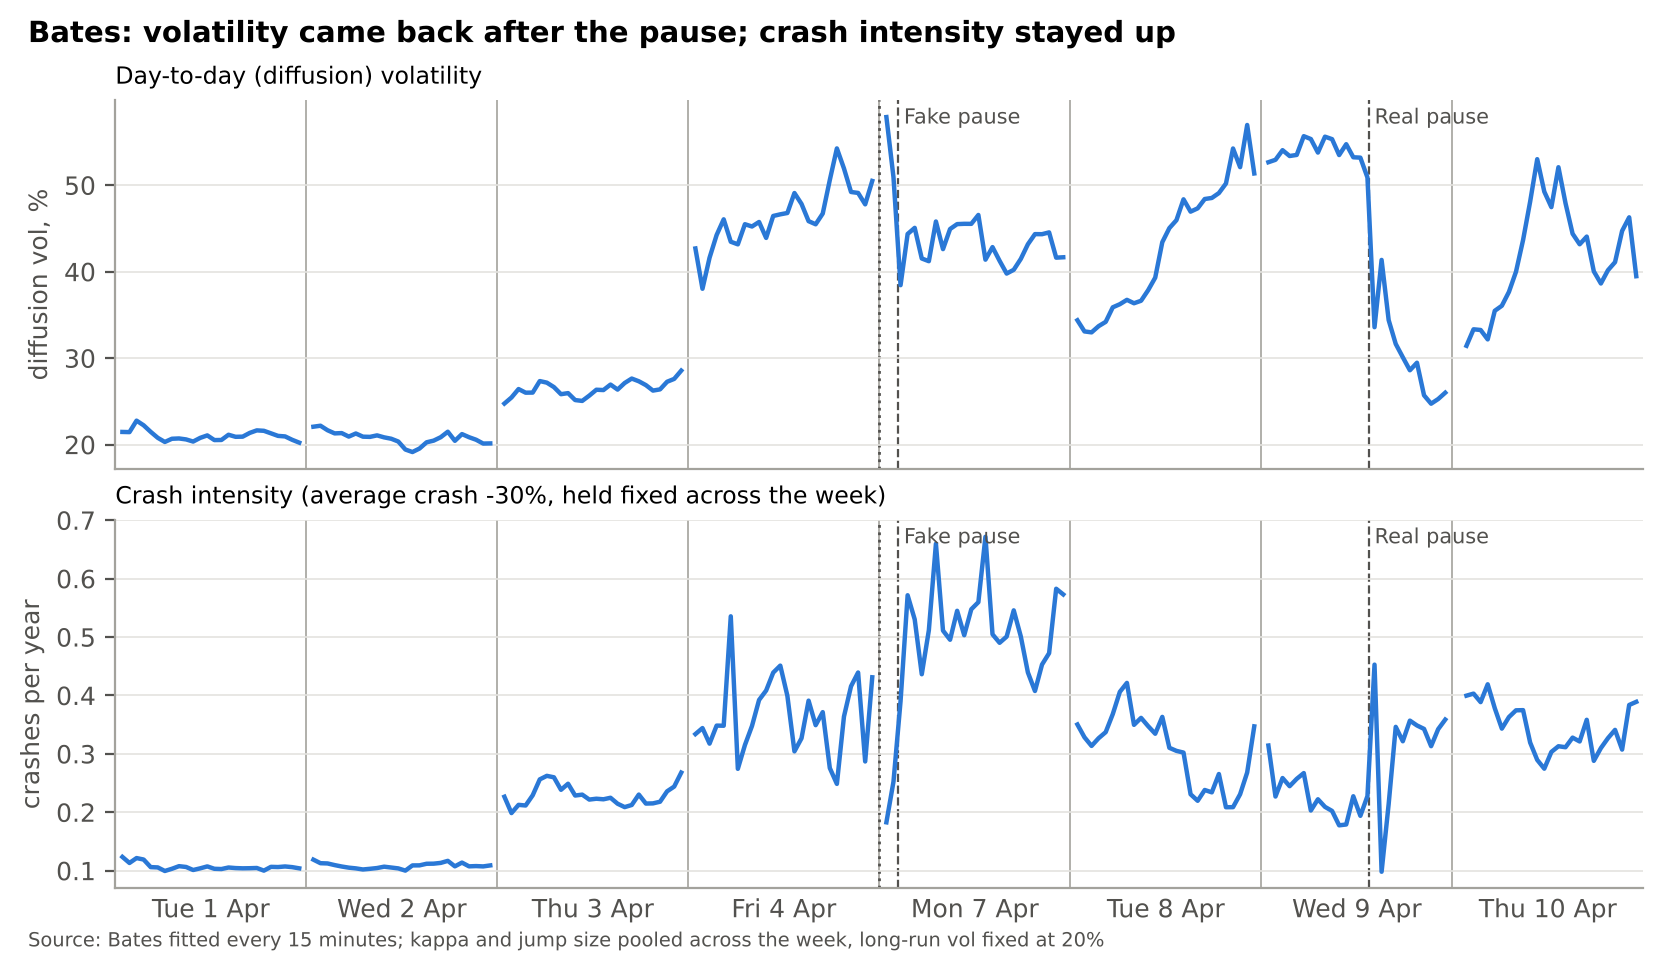 Bates: volatility came back after the pause; crash intensity stayed up
Day-to-day (diffusion) volatility
Fake pause
Real pause
diffusion vol, %
50
40
30
20
Crash intensity (average crash -30%, held fixed across the week)
Fake pause
Real pause
crashes per year
0.7
0.6
0.5
0.4
0.3
0.2
0.1
Tue 1 Apr
Wed 2 Apr
Thu 3 Apr
Fri 4 Apr
Mon 7 Apr
Tue 8 Apr
Wed 9 Apr
Thu 10 Apr
Source: Bates fitted every 15 minutes; kappa and jump size pooled across the week, long-run vol fixed at 20%